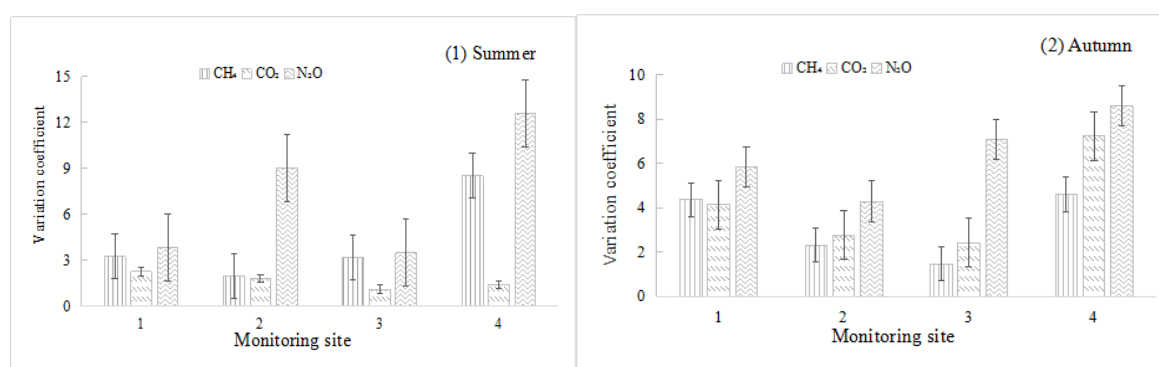 (1) Summer
CH₄ CO₂ N₂O
15
12
9
6
3
0
Variation coefficient
1 2 3 4
Monitoring site
(2) Autumn
CH₄ CO₂ N₂O
10
8
6
4
2
0
Variation coefficient
1 2 3 4
Monitoring site